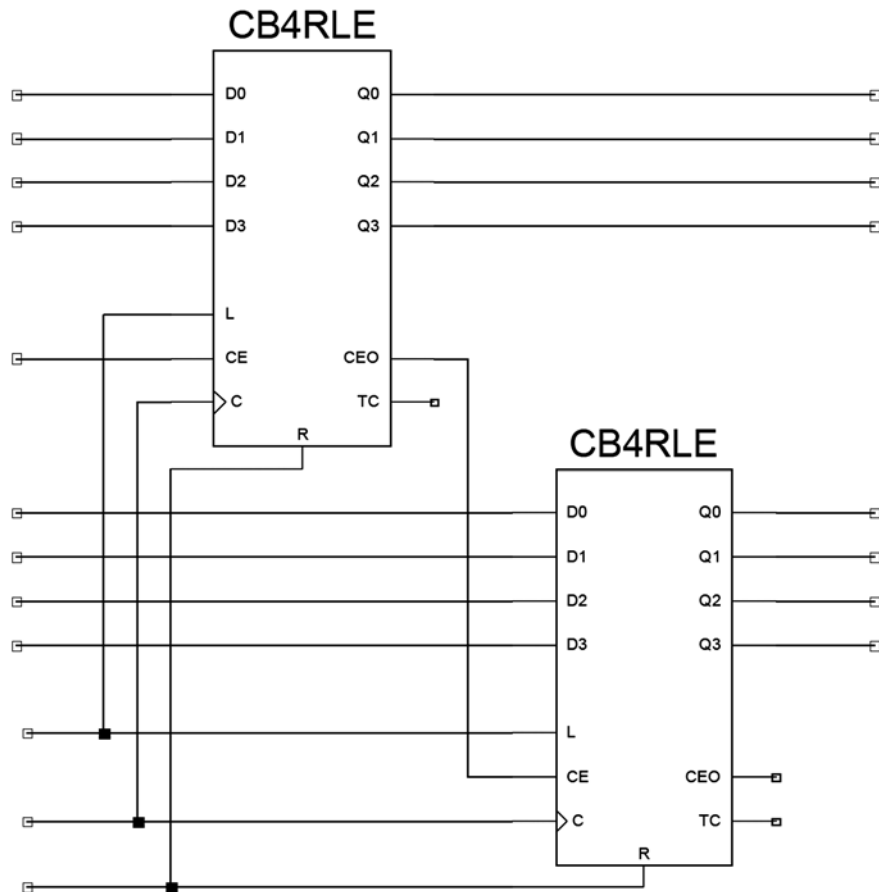 CB4RLE
D0 Q0
D1 Q1
D2 Q2
D3 Q3
L
CE CEO
C TC
R
CB4RLE
D0 Q0
D1 Q1
D2 Q2
D3 Q3
L
CE CEO
C TC
R